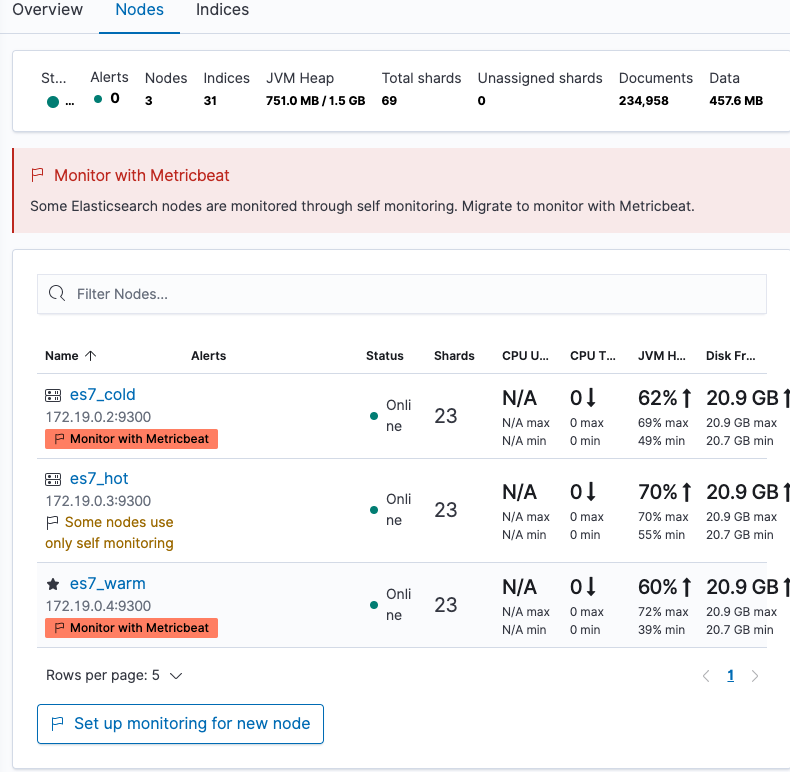 Overview Nodes Indices
St... Alerts Nodes Indices JVM Heap Total shards Unassigned shards Documents Data
... 0 3 31 751.0 MB / 1.5 GB 69 0 234,958 457.6 MB
Monitor with Metricbeat
Some Elasticsearch nodes are monitored through self monitoring. Migrate to monitor with Metricbeat.
Filter Nodes...
Name ↑ Alerts Status Shards CPU U... CPU T... JVM H... Disk Fr...
es7_cold
172.19.0.2:9300
Monitor with Metricbeat
Onli
ne
23
N/A
N/A max
N/A min
0 ↓
0 max
0 min
62% ↑
69% max
49% min
20.9 GB ↑
20.9 GB max
20.7 GB min
es7_hot
172.19.0.3:9300
Some nodes use
only self monitoring
Onli
ne
23
N/A
N/A max
N/A min
0 ↓
0 max
0 min
70% ↑
70% max
55% min
20.9 GB ↑
20.9 GB max
20.7 GB min
es7_warm
172.19.0.4:9300
Monitor with Metricbeat
Onli
ne
23
N/A
N/A max
N/A min
0 ↓
0 max
0 min
60% ↑
72% max
39% min
20.9 GB ↑
20.9 GB max
20.7 GB min
Rows per page: 5 1
Set up monitoring for new node